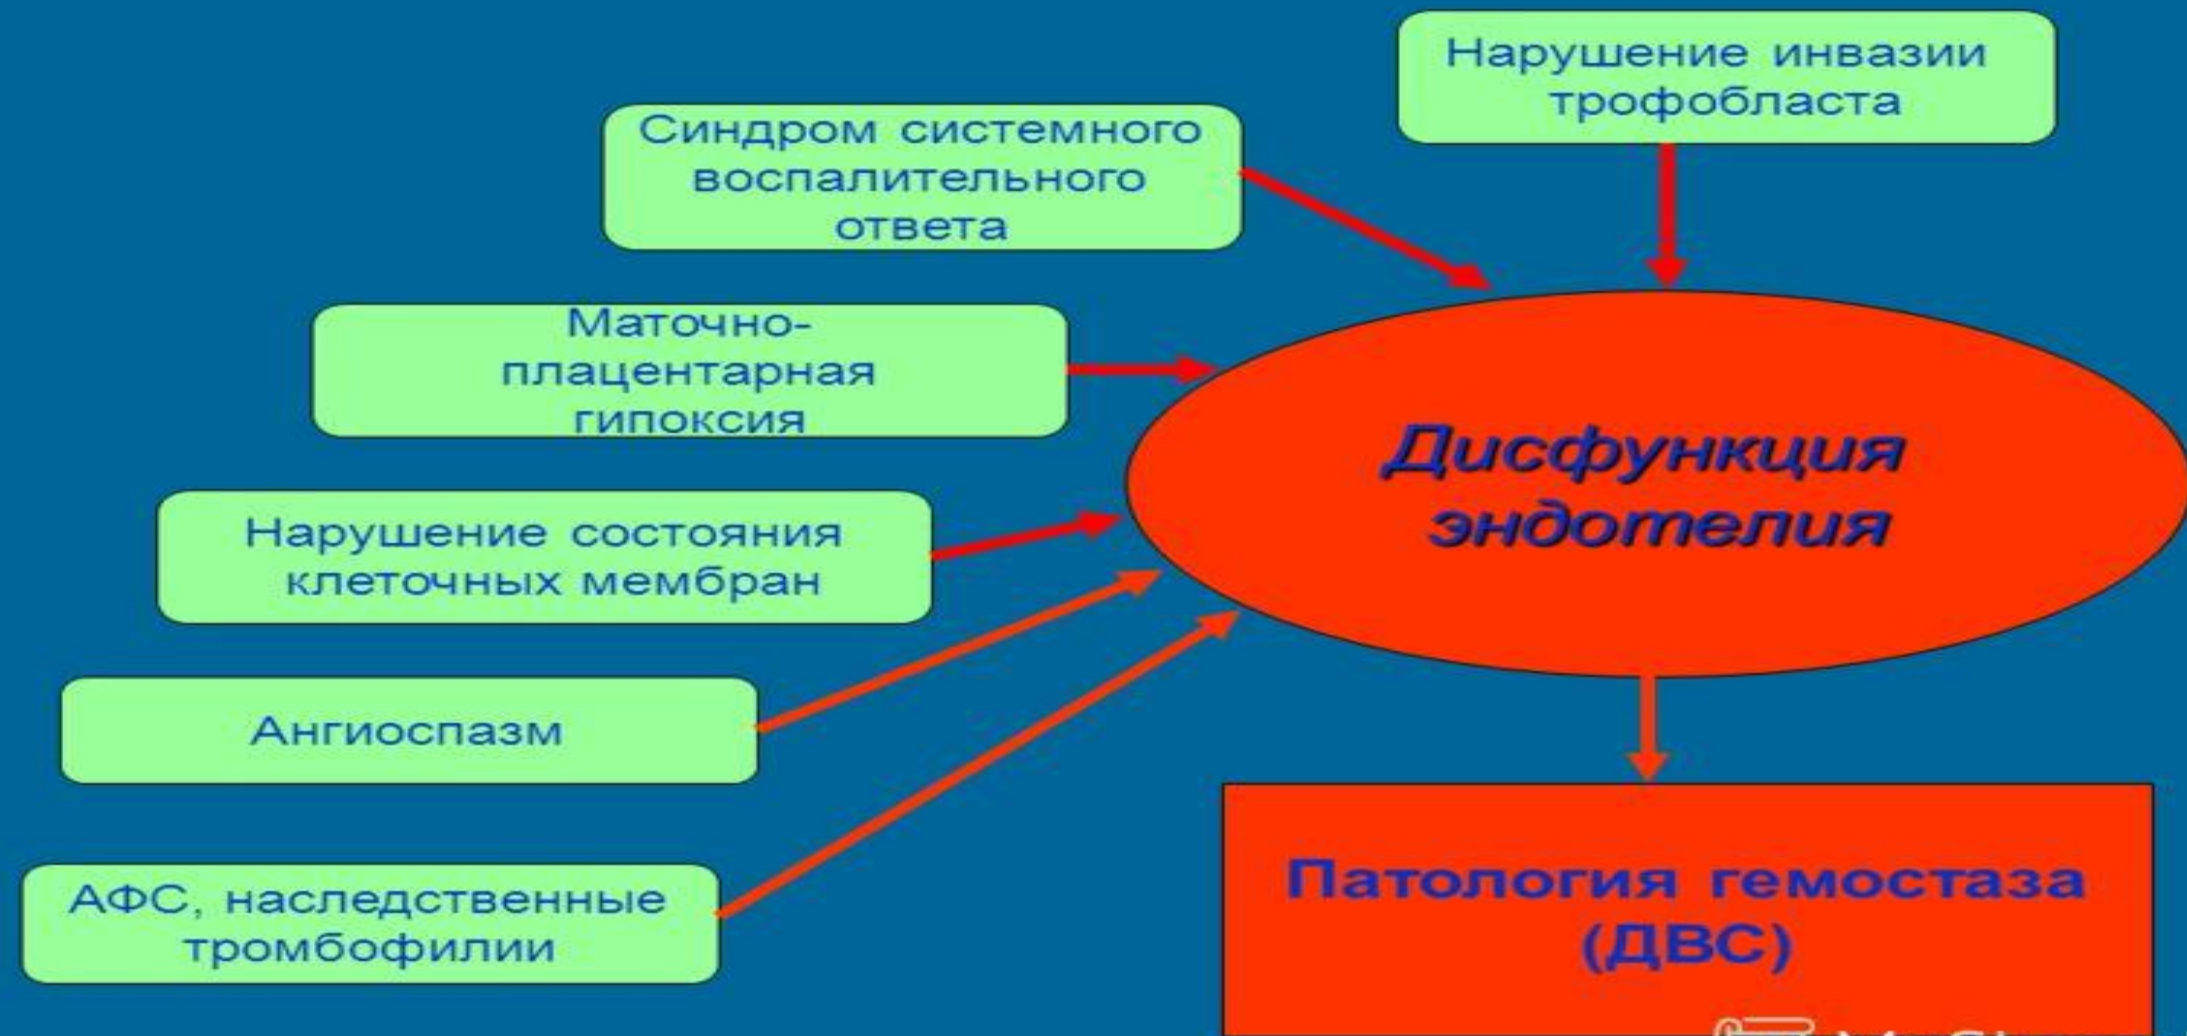 Нарушение инвазии
трофобласта
Синдром системного
воспалительного
ответа
Маточно-
плацентарная
гипоксия
Дисфункция
эндотелия
Нарушение состояния
клеточных мембран
Ангиоспазм
АФС, наследственные
тромбофилии
Патология гемостаза
(ДВС)